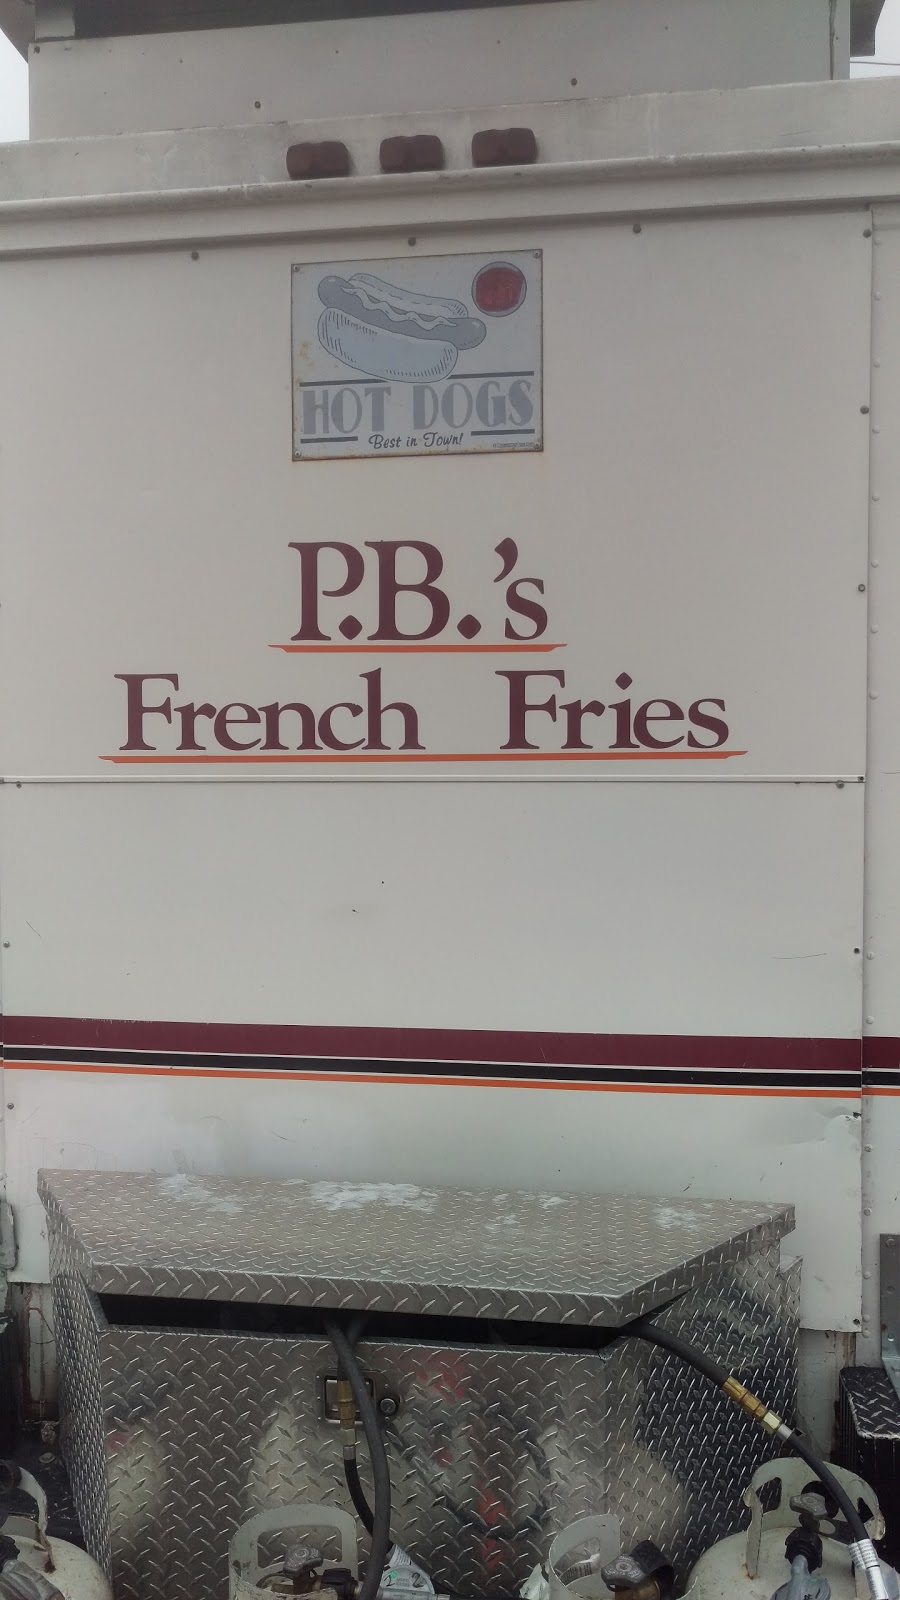 HOT DOGS
Best in Town!
P.B.'s
French Fries